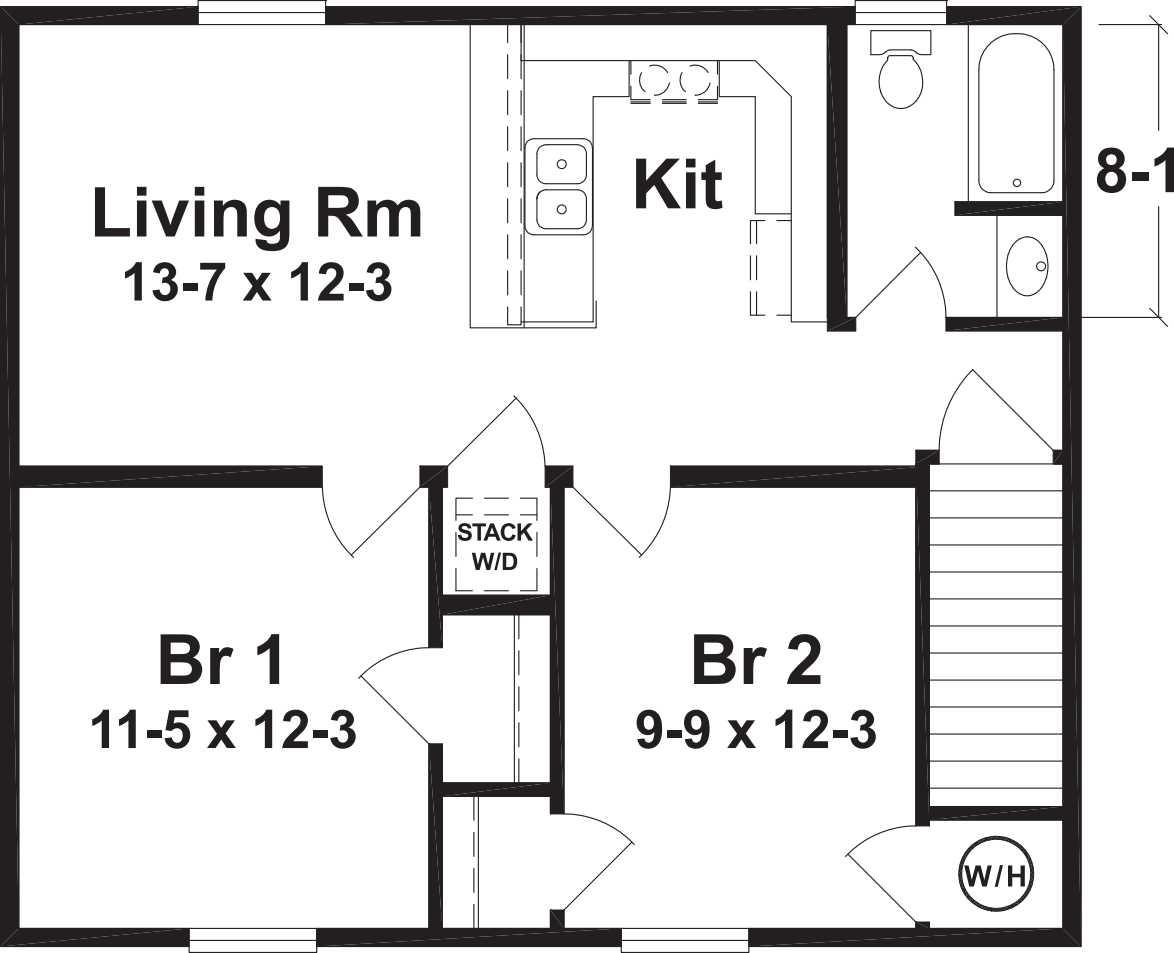 Living Rm
13-7 x 12-3
Kit
8-1
STACK
W/D
Br 1
11-5 x 12-3
Br 2
9-9 x 12-3
W/H